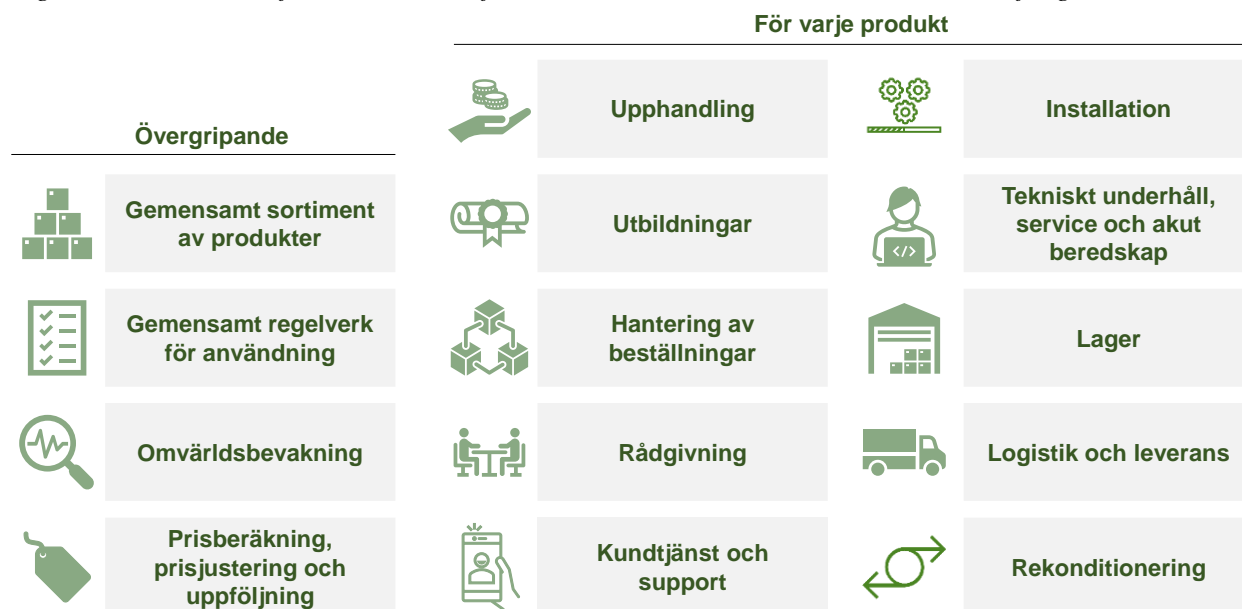 För varje produkt
Övergripande
Gemensamt sortiment
av produkter
Gemensamt regelverk
för användning
Omvärldsbevakning
Prisberäkning,
prisjustering och
uppföljning
Upphandling
Utbildningar
Hantering av
beställningar
Rådgivning
Kundtjänst och
support
Installation
Tekniskt underhåll,
service och akut
beredskap
</>
Lager
Logistik och leverans
Rekonditionering